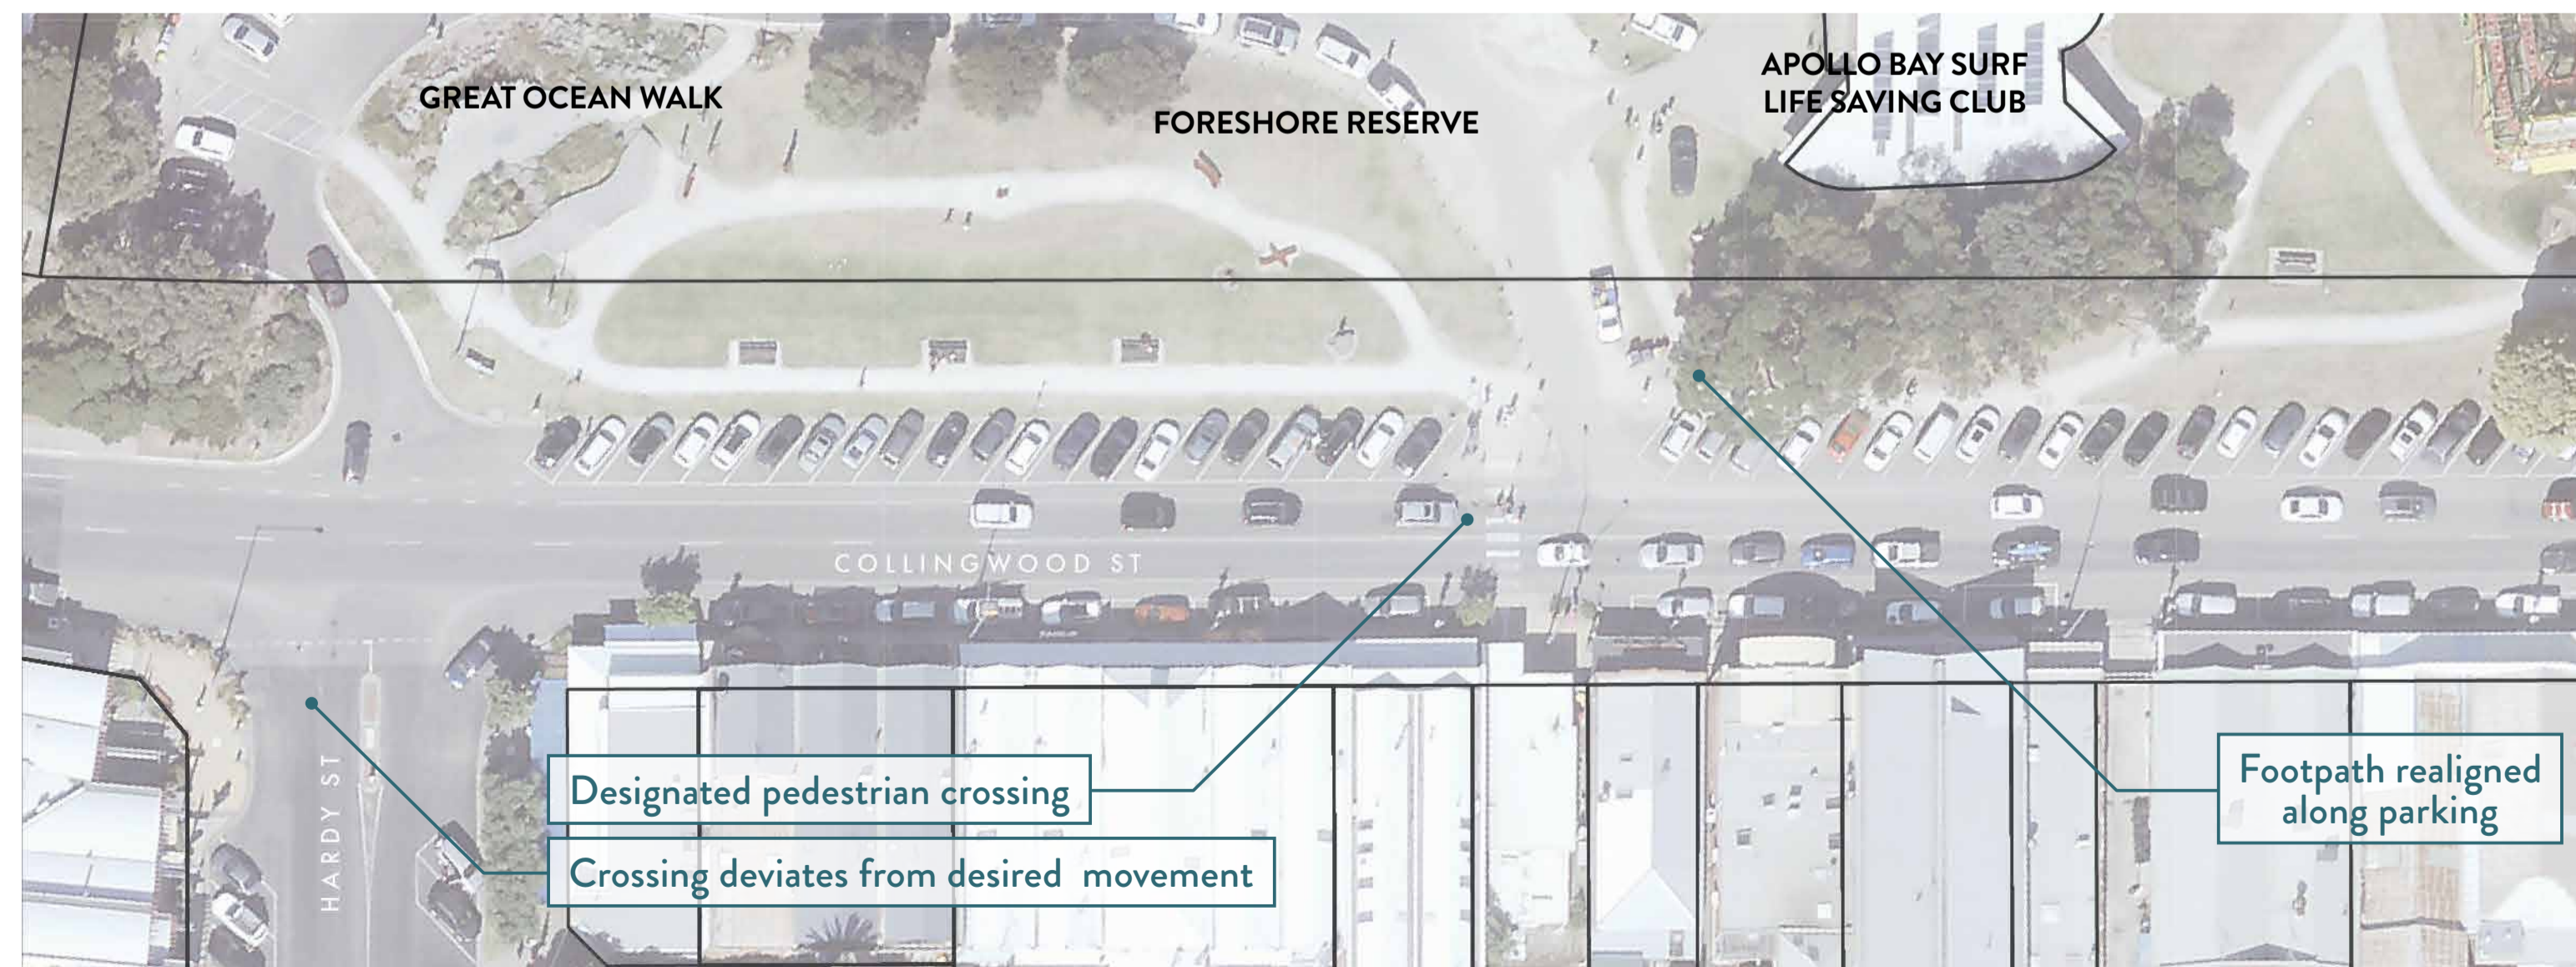 GREAT OCEAN WALK
FORESHORE RESERVE
APOLLO BAY SURF
LIFE SAVING CLUB
COLLINGWOOD ST
HARDY ST
Designated pedestrian crossing
Crossing deviates from desired movement
Footpath realigned
along parking